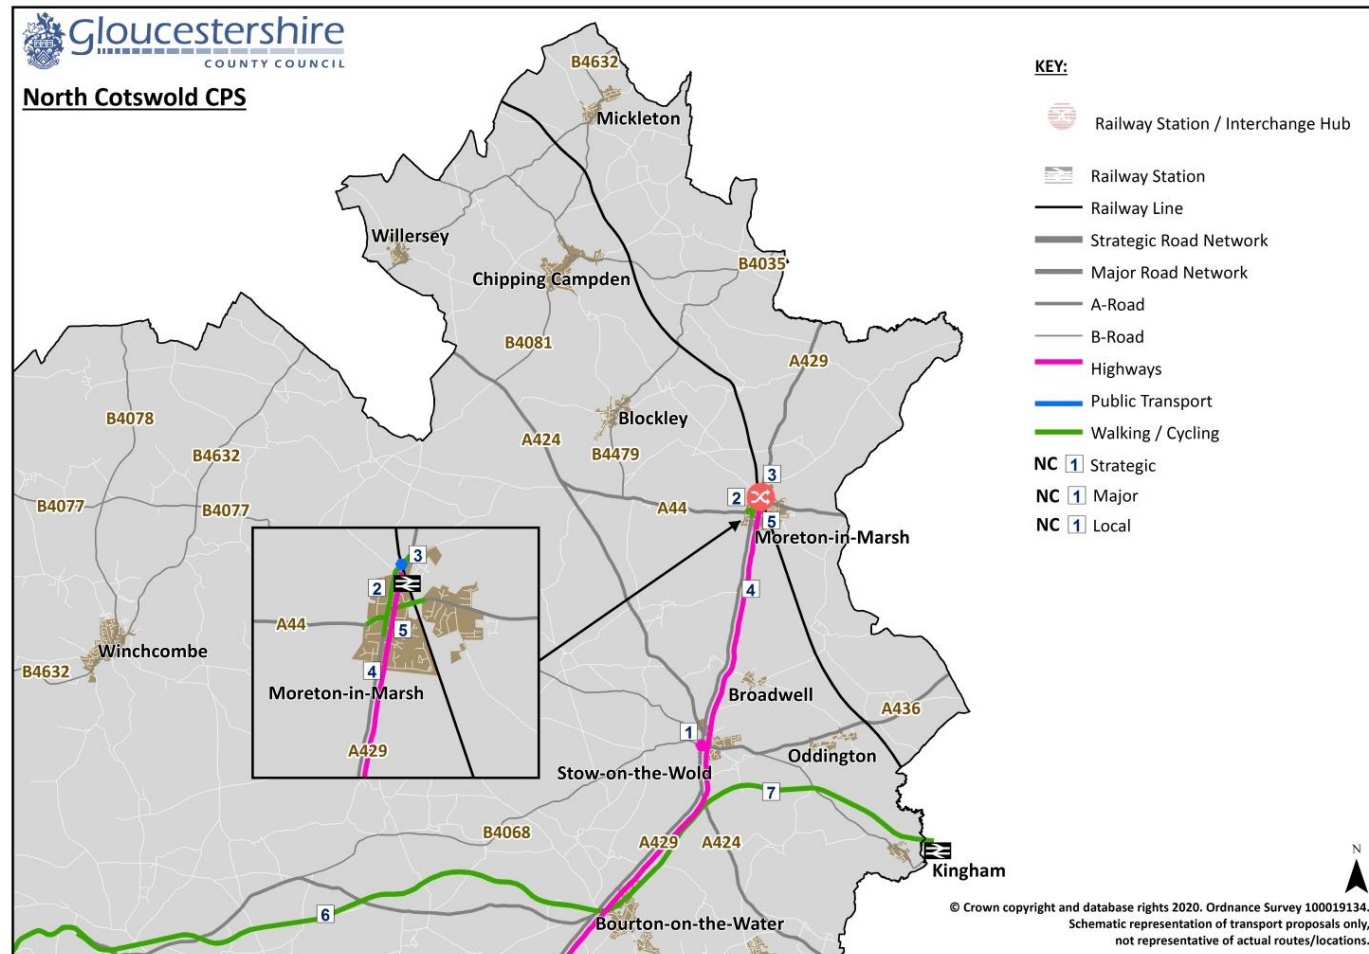 Gloucestershire
COUNTY COUNCIL
North Cotswold CPS
KEY:
Railway Station / Interchange Hub
Railway Station
Railway Line
Strategic Road Network
Major Road Network
A-Road
B-Road
Highways
Public Transport
Walking / Cycling
NC 1 Strategic
NC 1 Major
NC 1 Local
B4632
Mickleton
Willersey
Chipping Campden
B4035
B4081
A429
B4078
Blockley
A424
B4632
B4479
3
B4077
2
B4077
A44
5
Moreton-in-Marsh
3
2
4
A44
5
Winchcombe
B4632
4
Moreton-in-Marsh
Broadwell
A436
1
A429
Oddington
Stow-on-the-Wold
7
B4068
A429
A424
Kingham
6
Bourton-on-the-Water
N
© Crown copyright and database rights 2020. Ordnance Survey 100019134.
Schematic representation of transport proposals only,
not representative of actual routes/locations.